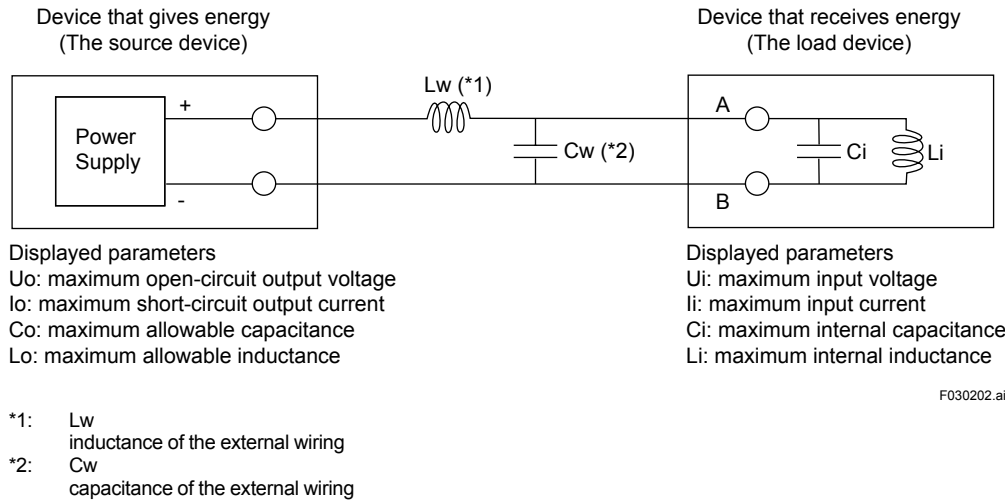 Device that gives energy
(The source device)
Device that receives energy
(The load device)
Power
Supply
+
-
Lw (*1)
Cw (*2)
A
B
Ci
Li
Displayed parameters
Uo: maximum open-circuit output voltage
Io: maximum short-circuit output current
Co: maximum allowable capacitance
Lo: maximum allowable inductance
Displayed parameters
Ui: maximum input voltage
Ii: maximum input current
Ci: maximum internal capacitance
Li: maximum internal inductance
F030202.ai
*1: Lw
inductance of the external wiring
*2: Cw
capacitance of the external wiring